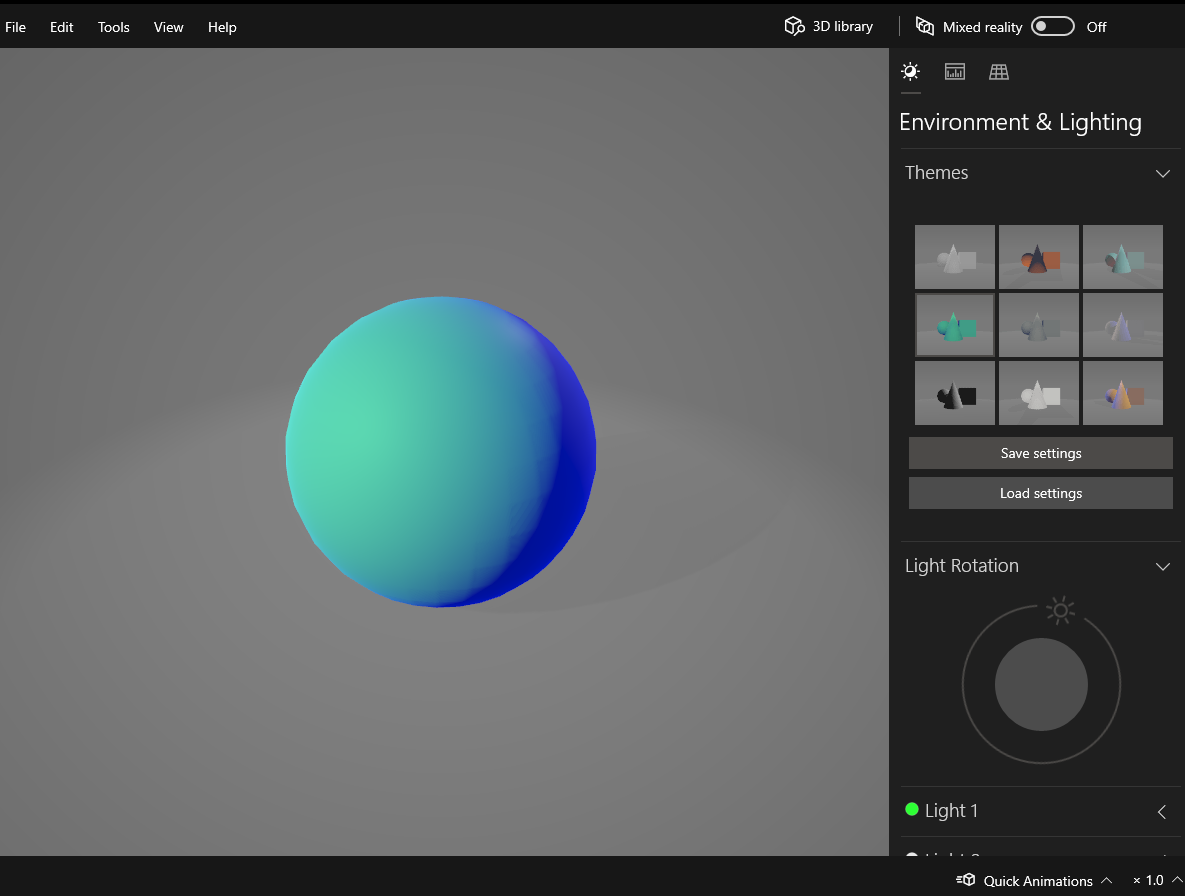 File Edit Tools View Help 3D library Mixed reality Off
Environment & Lighting
Themes
Save settings
Load settings
Light Rotation
Light 1
Quick Animations × 1.0